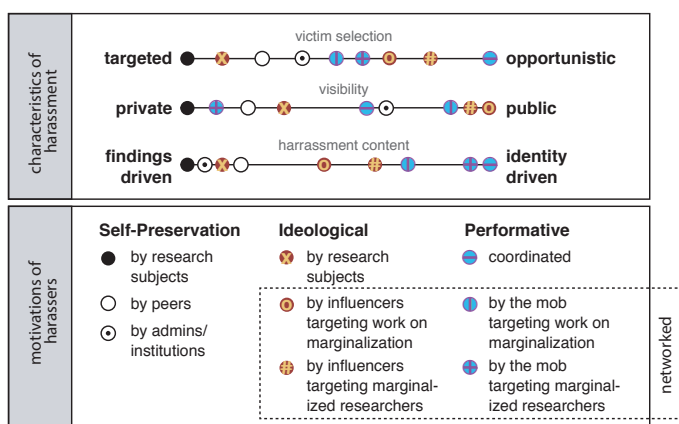 characteristics of
harassment
victim selection
targeted
opportunistic
visibility
private
public
harrassment content
findings
driven
identity
driven
motivations of
harassers
Self-Preservation
by research
subjects
by peers
by admins/
institutions
Ideological
by research
subjects
by influencers
targeting work on
marginalization
by influencers
targeting marginal-
ized researchers
Performative
coordinated
by the mob
targeting work on
marginalization
by the mob
targeting marginal-
ized researchers
networked